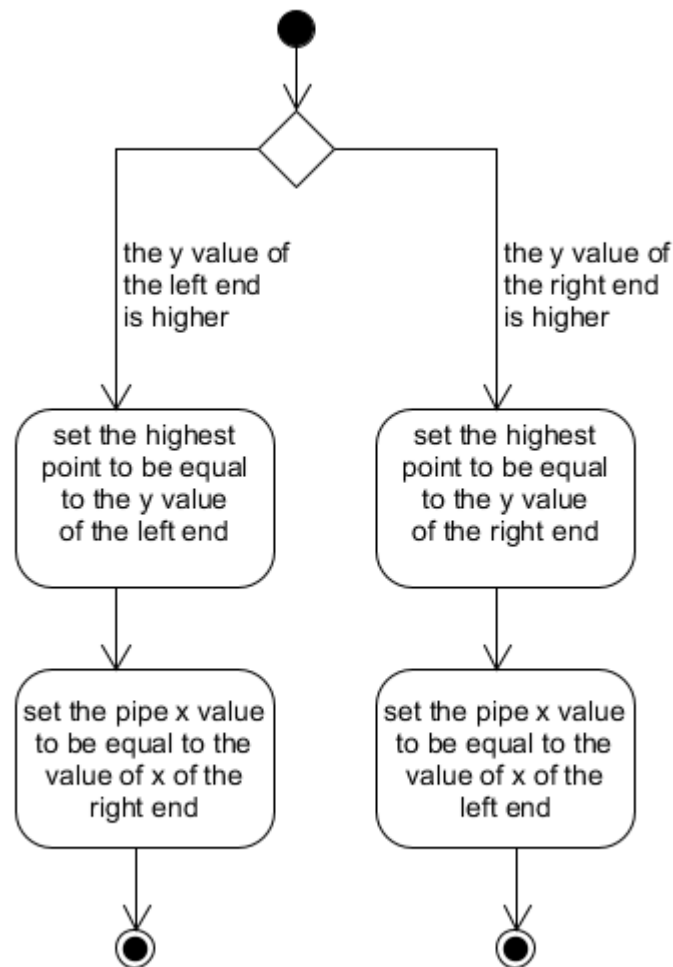 the y value of
the left end
is higher
the y value of
the right end
is higher
set the highest
point to be equal
to the y value
of the left end
set the highest
point to be equal
to the y value
of the right end
set the pipe x value
to be equal to the
value of x of the
right end
set the pipe x value
to be equal to the
value of x of the
left end